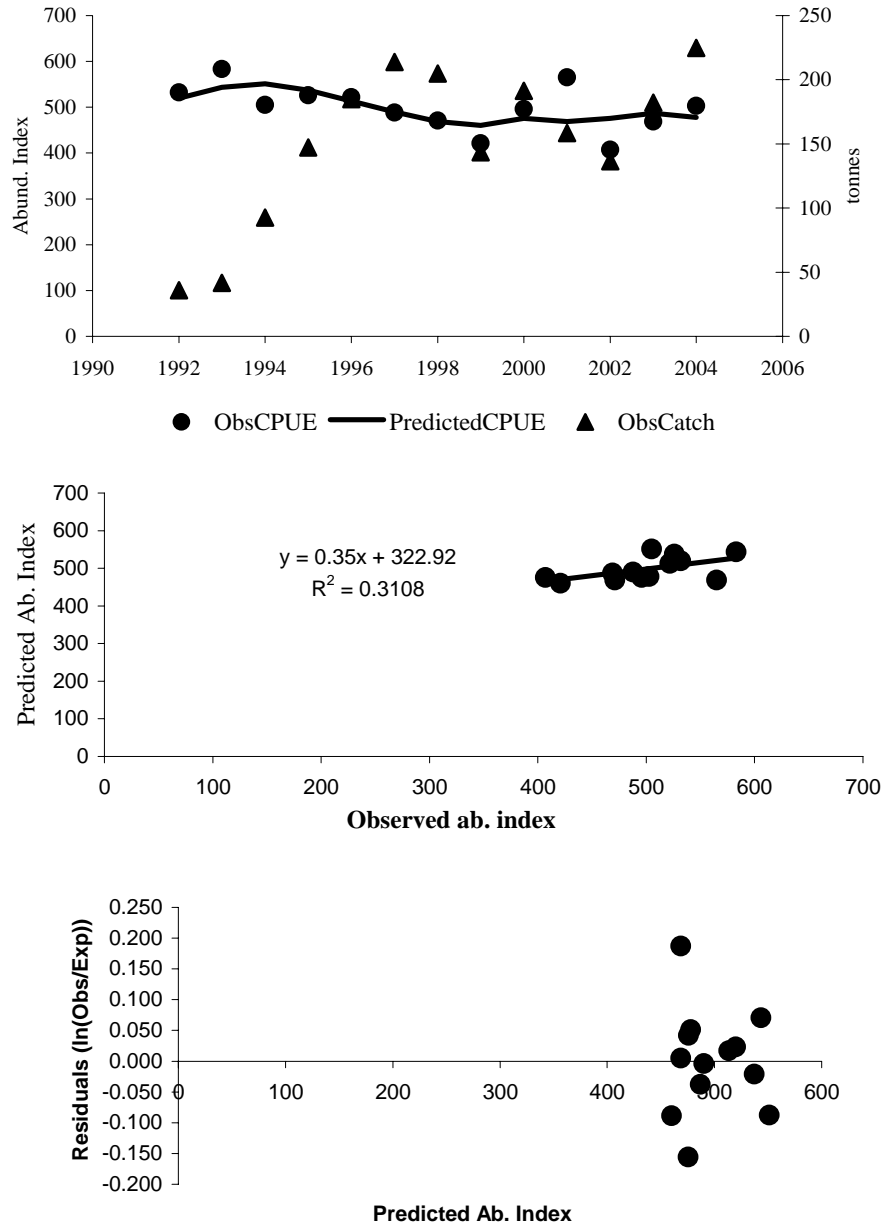 700
600
500
400
300
200
100
0
Abund. Index
250
200
150
100
50
0
tonnes
1990 1992 1994 1996 1998 2000 2002 2004 2006
ObsCPUE PredictedCPUE ObsCatch
700
600
500
400
300
200
100
0
Predicted Ab. Index
y = 0.35x + 322.92
R² = 0.3108
0 100 200 300 400 500 600 700
Observed ab. index
0.250
0.200
0.150
0.100
0.050
0.000
-0.050
-0.100
-0.150
-0.200
Residuals (ln(Obs/Exp))
0 100 200 300 400 500 600
Predicted Ab. Index